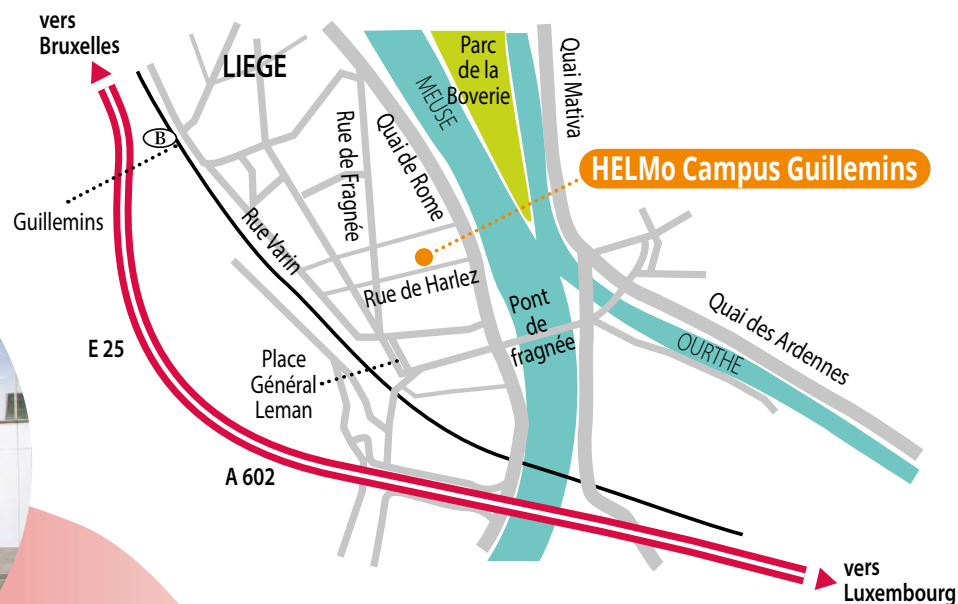 vers
Bruxelles
LIEGE
Parc
de la
Boverie
MEUSE
Quai Mativa
B
Rue de Fragnée
Quai de Rome
HELMo Campus Guillemins
Guillemins
Rue Varin
Rue de Harlez
Pont
de
fragnée
Quai des Ardennes
OURTHE
E 25
Place
Général
Leman
A 602
vers
Luxembourg